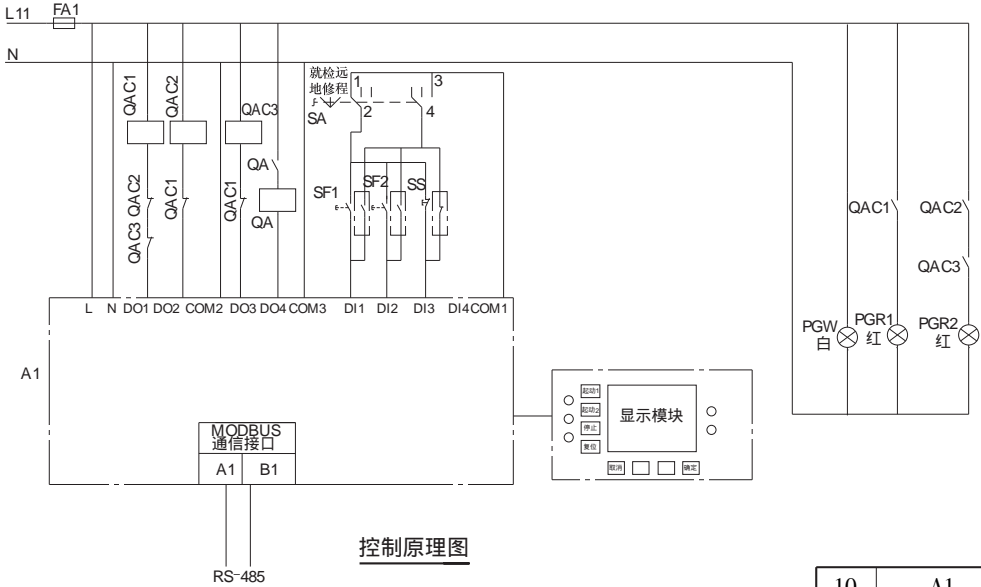 L11 FA1
N
QAC1
QAC2
QAC3
就检远
地修程
SA
1
3
2
4
QAC2
QAC3
QAC1
QAC1
QA
QA
SF1
SF2
SS
QAC1
QAC2
QAC3
L N DO1 DO2 COM2 DO3 DO4 COM3 DI1 DI2 DI3 DI4 COM1
PGW
白
PGR1
红
PGR2
红
A1
MODBUS
通信接口
A1 B1
起动1
起动2
停止
复位
显示模块
取消
确定
控制原理图
RS-485
10 A1